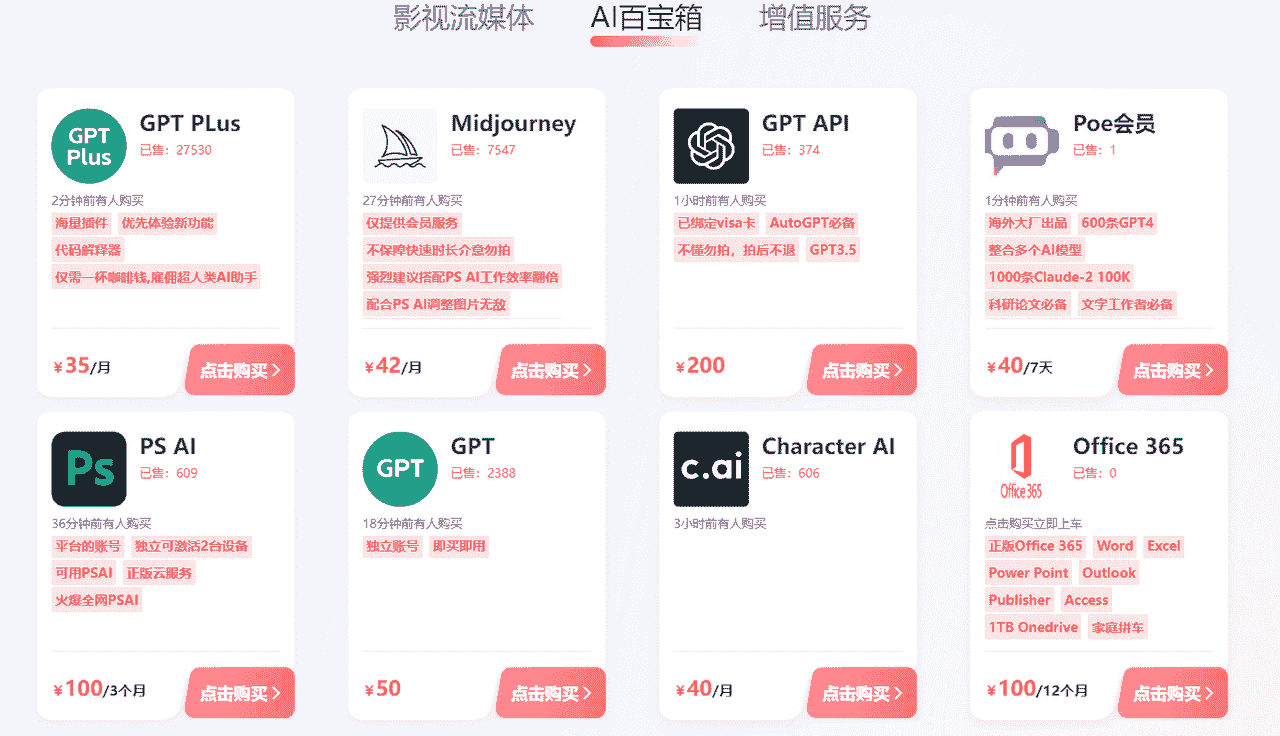 影视流媒体 AI百宝箱 增值服务
GPT Plus
GPT PLus
已售：27530
2分钟前有人购买
海量插件 优先体验新功能
代码解释器
仅需一杯咖啡钱,雇佣超人类AI助手
￥35/月 点击购买
Midjourney
已售：7547
27分钟前有人购买
仅提供会员服务
不保障快速时长介意勿拍
强烈建议搭配PS AI工作效率翻倍
配合PS AI调整图片无敌
￥42/月 点击购买
GPT API
已售：374
1小时前有人购买
已绑定visa卡 AutoGPT必备
不懂勿拍，拍后不退 GPT3.5
￥200 点击购买
Poe会员
已售：1
1分钟前有人购买
海外大厂出品 600条GPT4
整合多个AI模型
1000条Claude-2 100K
科研论文必备 文字工作者必备
￥40/7天 点击购买
Ps
PS AI
已售：609
36分钟前有人购买
平台的账号 独立可激活2台设备
可用PSAI 正版云服务
火爆全网PSAI
￥100/3个月 点击购买
GPT
GPT
已售：2388
18分钟前有人购买
独立账号 即买即用
￥50 点击购买
c.ai
Character AI
已售：606
3小时前有人购买
￥40/月 点击购买
Office 365
Office 365
已售：0
点击购买立即上车
正版Office 365 Word Excel
Power Point Outlook
Publisher Access
1TB Onedrive 家庭拼车
￥100/12个月 点击购买